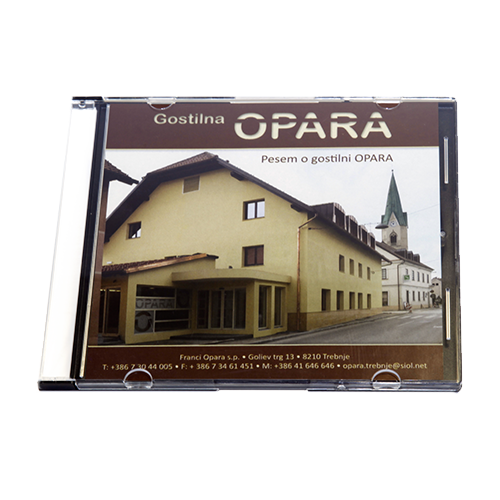 Gostilna OPARA
Pesem o gostilni OPARA
OPARA
Franci Opara s.p. • Goliev trg 13 • 8210 Trebnje
T: +386 7 30 44 005 • F: + 386 7 34 61 451 • M: +386 41 646 646 • opara.trebnje@siol.net